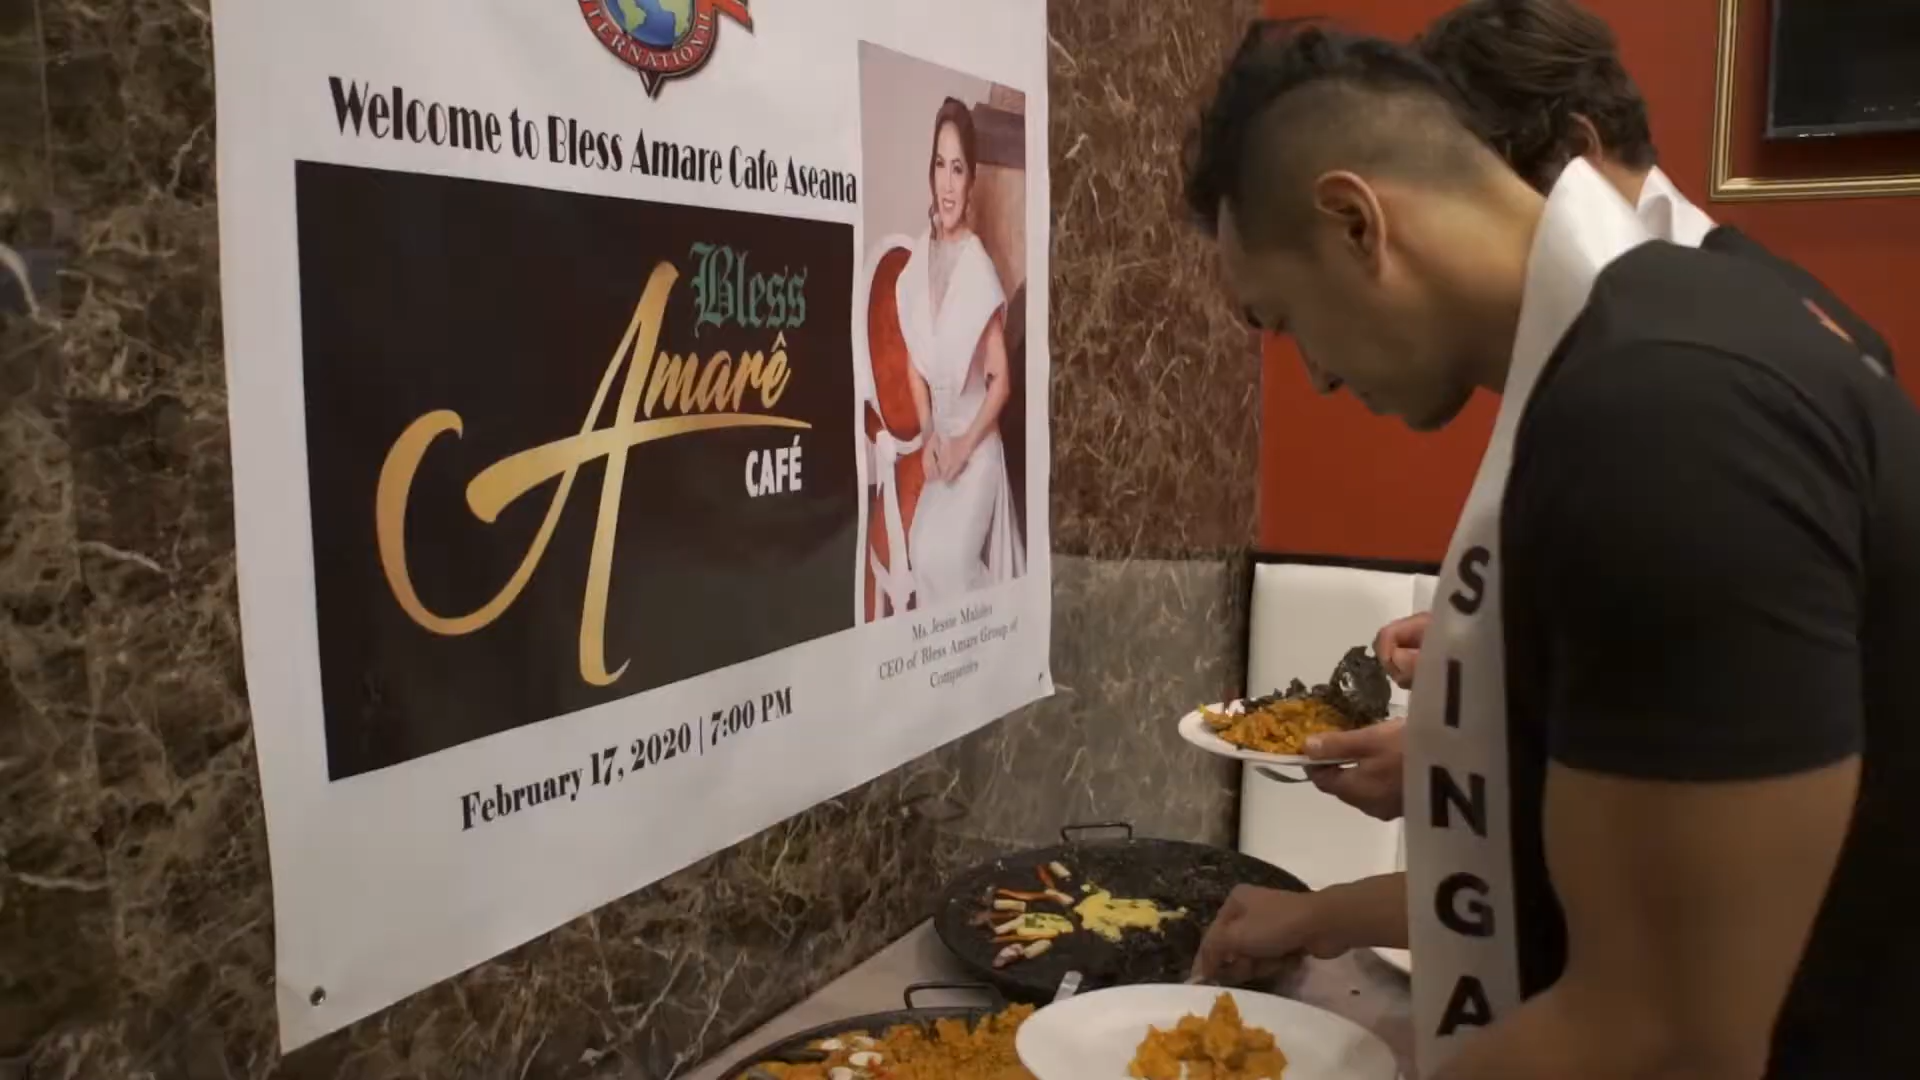 INTERNATIONAL
Welcome to Bless Amare Cafe Aseana
Bless
Amarê
CAFÉ
Ms. Jessie
CEO of Bless Amare Group of
Companies
February 17, 2020 | 7:00 PM
SINGA